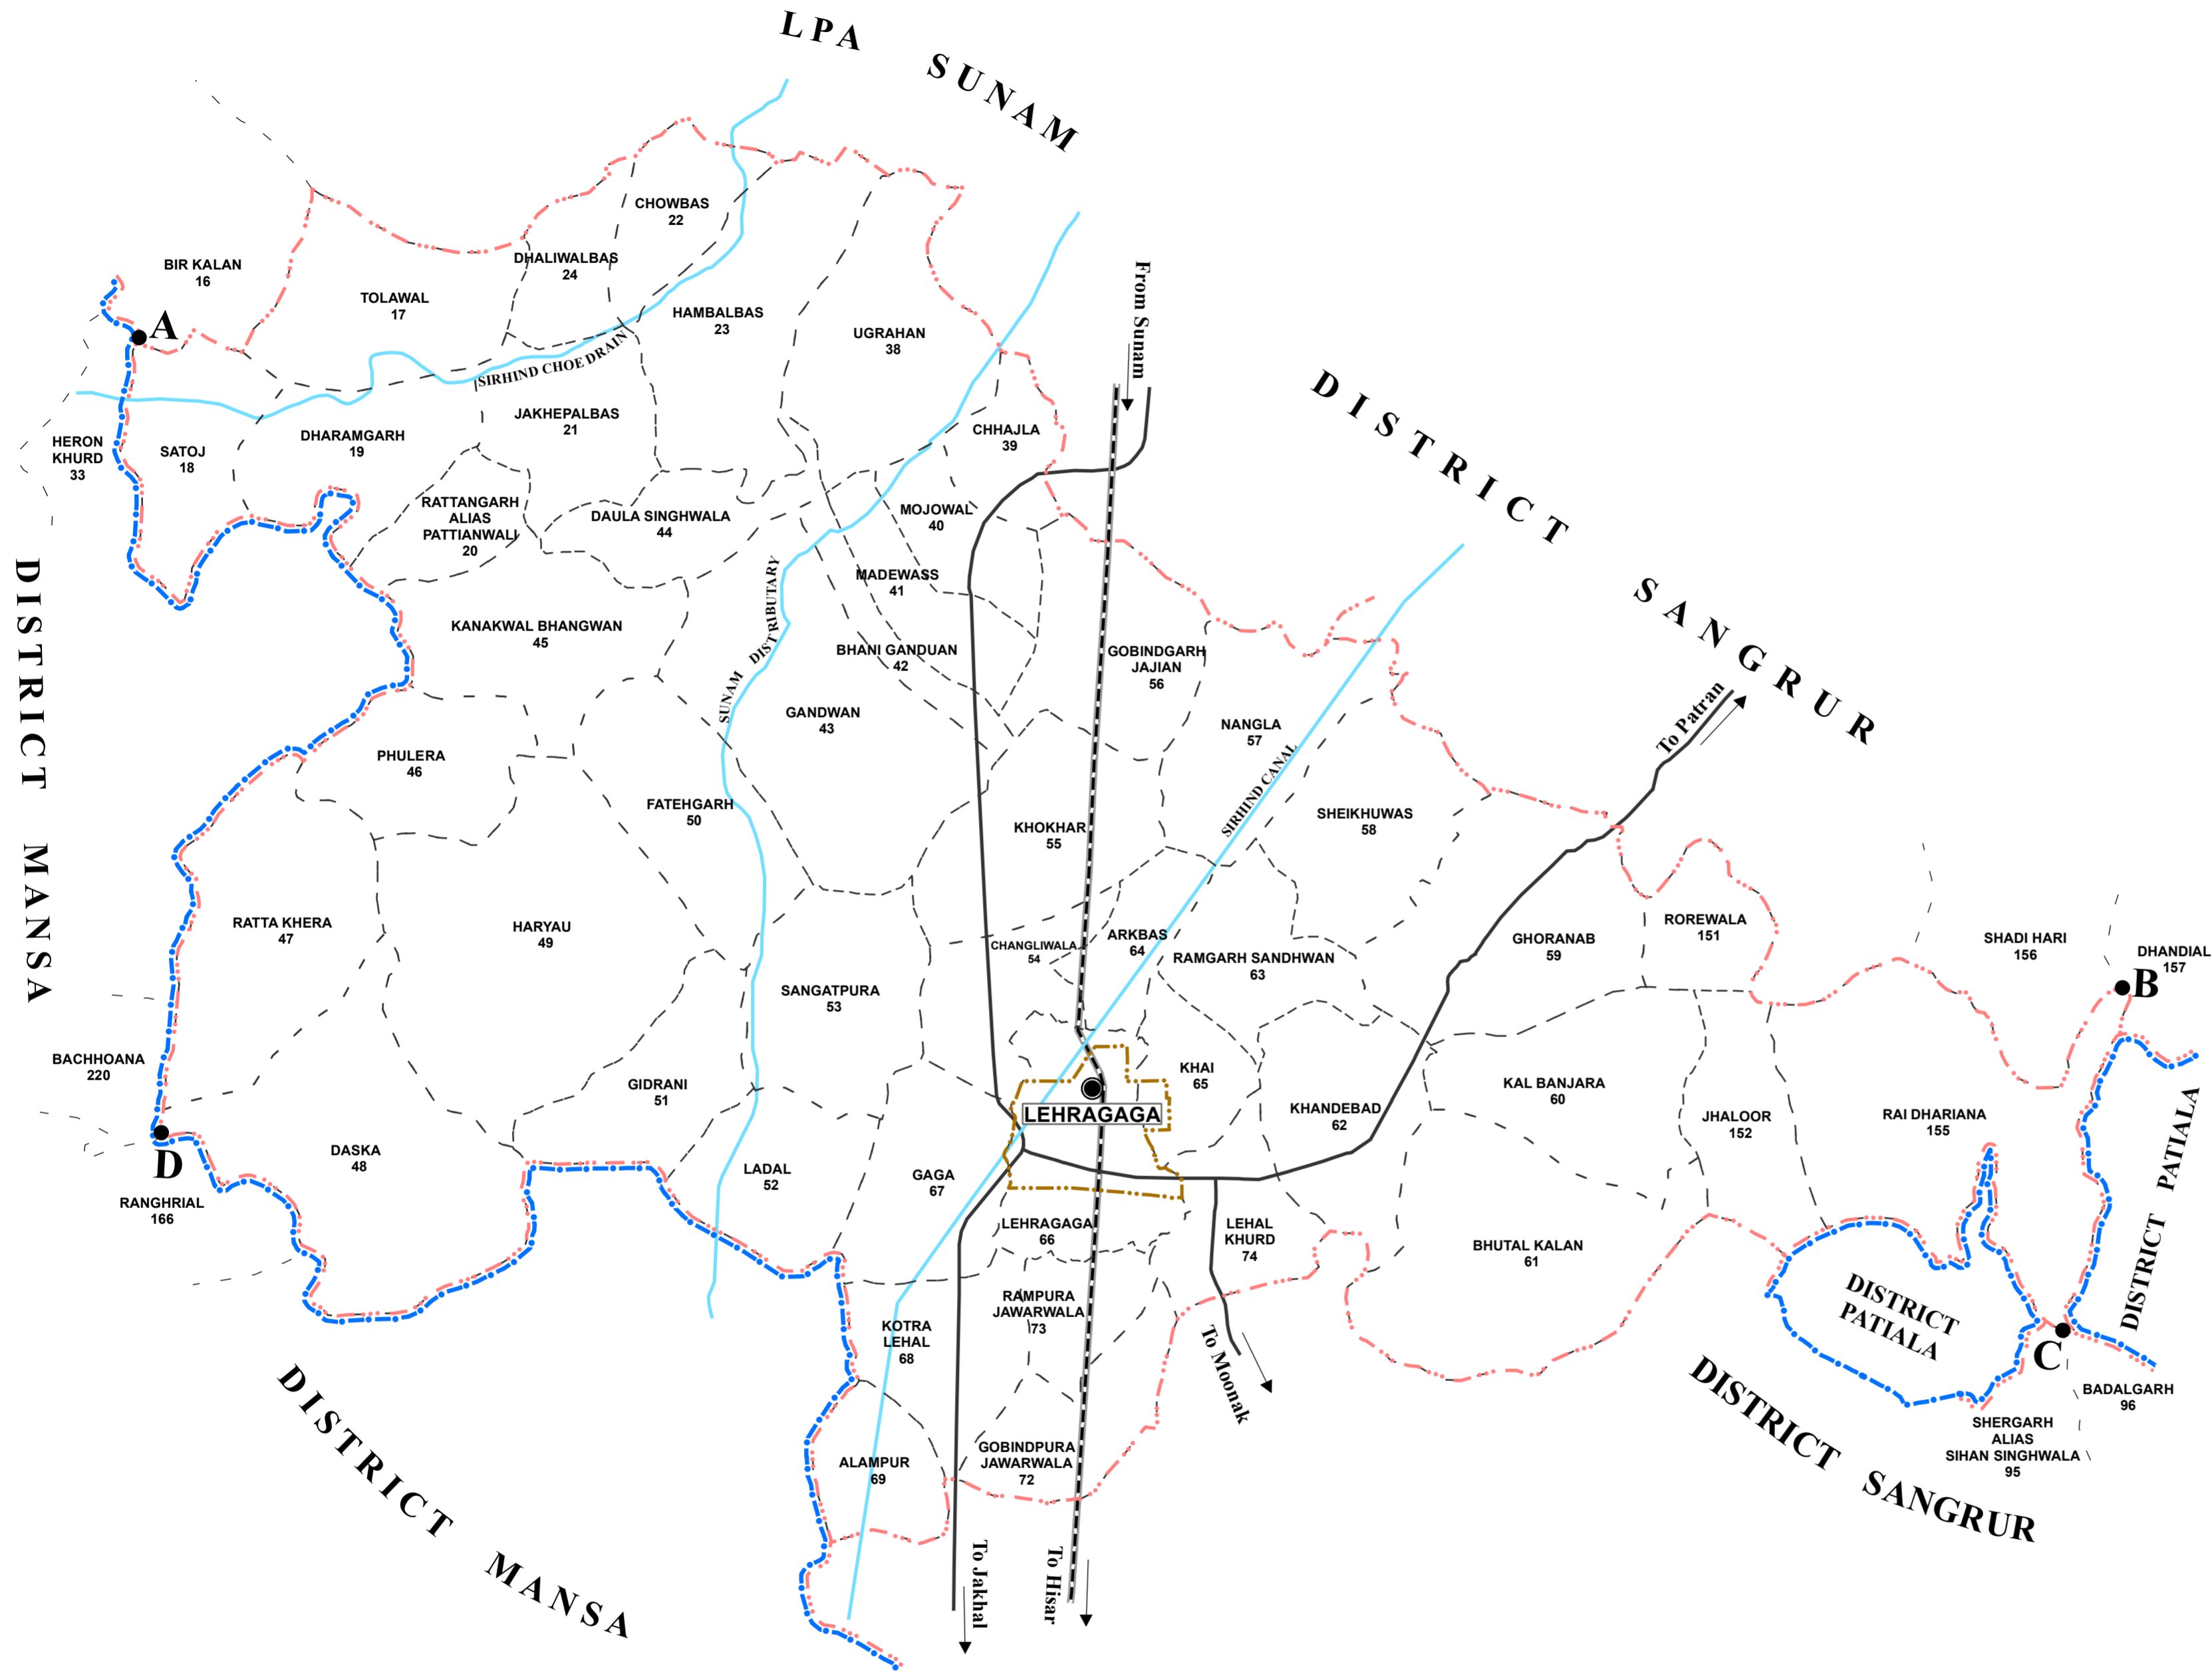 LPA SUNAM
CHOWBAS
22
DHALIWALBAS
24
BIR KALAN
16
TOLAWAL
17
HAMBALBAS
23
UGRAHAN
38
From Sunam
A
SIRHIND CHOE DRAIN
DISTRICT SANGRUR
JAKHEPALBAS
21
CHHAJLA
39
HERON
KHURD
33
SATOJ
18
DHARAMGARH
19
RATTANGARH
ALIAS
PATTIANWALI
20
DAULA SINGHWALA
44
MOJOWAL
40
MADEWASS
41
DISTRICT MANSA
KANAKWAL BHANGWAN
45
SUNAM DISTRIBUTARY
BHANI GANDUAN
42
GOBINDGARH
JAJIAN
56
GANDWAN
43
NANGLA
57
To Patran
PHULERA
46
FATEHGARH
50
KHOKHAR
55
SIRHIND CANAL
SHEIKHUWAS
58
RATTA KHERA
47
HARYAU
49
CHANGLIWALA
54
ARKBAS
64
RAMGARH SANDHWAN
63
GHORANAB
59
ROREWALA
151
SHADI HARI
156
DHANDIAL
157
B
SANGATPURA
53
BACHHOANA
220
GIDRANI
51
KHAI
65
KAL BANJARA
60
LEHRAGAGA
KHANDEBAD
62
JHALOOR
152
RAI DHARIANA
155
DISTRICT PATIALA
D
DASKA
48
LADAL
52
GAGA
67
RANGHRIAL
166
LEHRAGAGA
66
LEHAL
KHURD
74
BHUTAL KALAN
61
RAMPURA
JAWARWALA
73
DISTRICT
PATIALA
KOTRA
LEHAL
68
To Moonak
C
DISTRICT SANGRUR
BADALGARH
96
SHERGARH
ALIAS
SIHAN SINGHWALA
95
DISTRICT MANSA
ALAMPUR
69
GOBINDPURA
JAWARWALA
72
To Jakhal
To Hisar